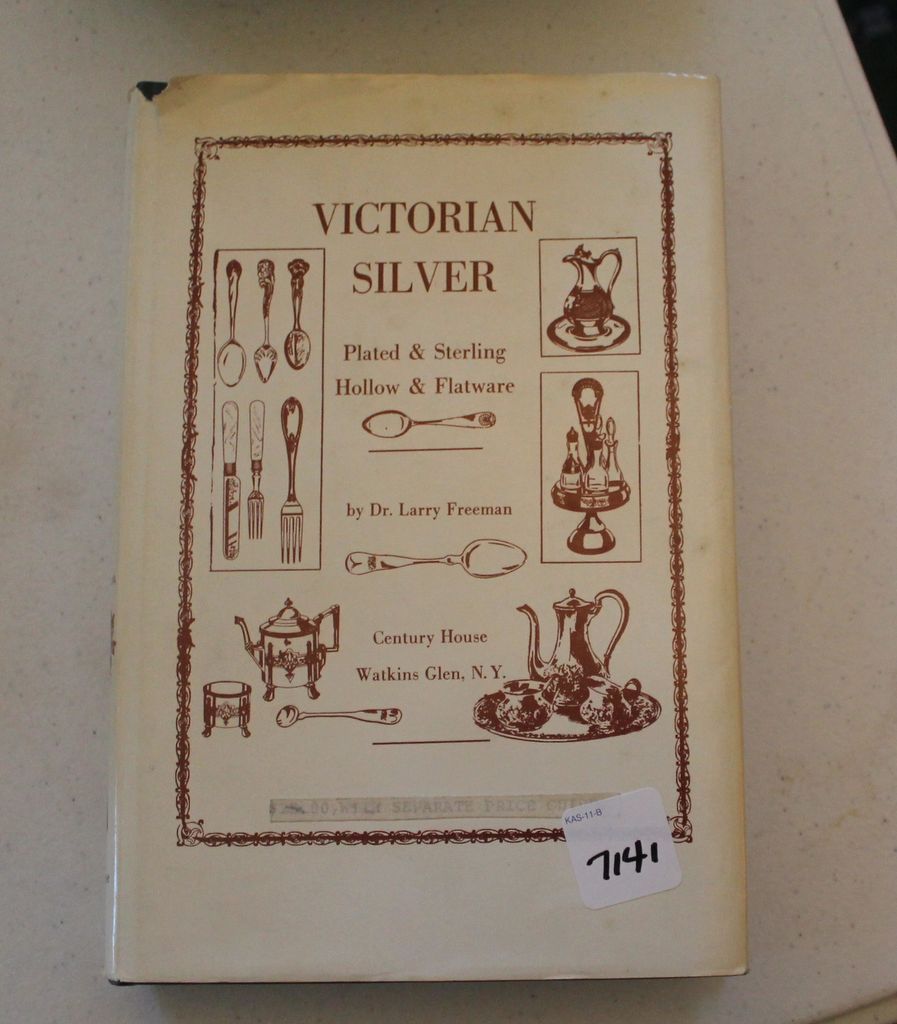 VICTORIAN
SILVER
Plated & Sterling
Hollow & Flatware
by Dr. Larry Freeman
Century House
Watkins Glen, N. Y.
SEPARATE PRICE
KAS-11-B
7141